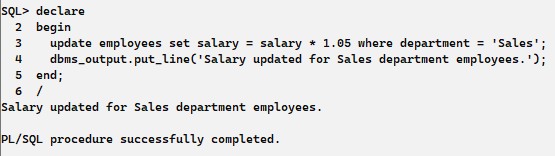 SQL> declare
  2  begin
  3    update employees set salary = salary * 1.05 where department = 'Sales';
  4    dbms_output.put_line('Salary updated for Sales department employees.');
  5  end;
  6  /
Salary updated for Sales department employees.

PL/SQL procedure successfully completed.